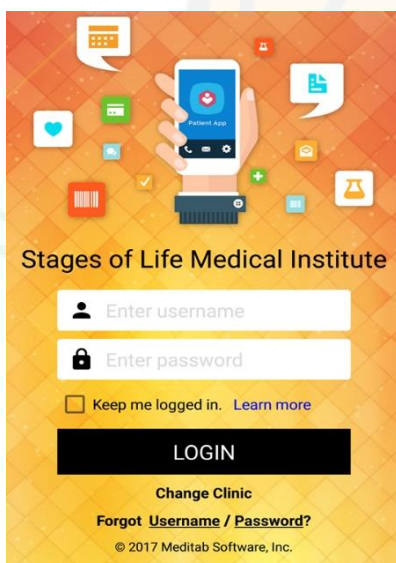 Patient App
Stages of Life Medical Institute
Enter username
Enter password
Keep me logged in. Learn more
LOGIN
Change Clinic
Forgot Username / Password?
© 2017 Meditab Software, Inc.